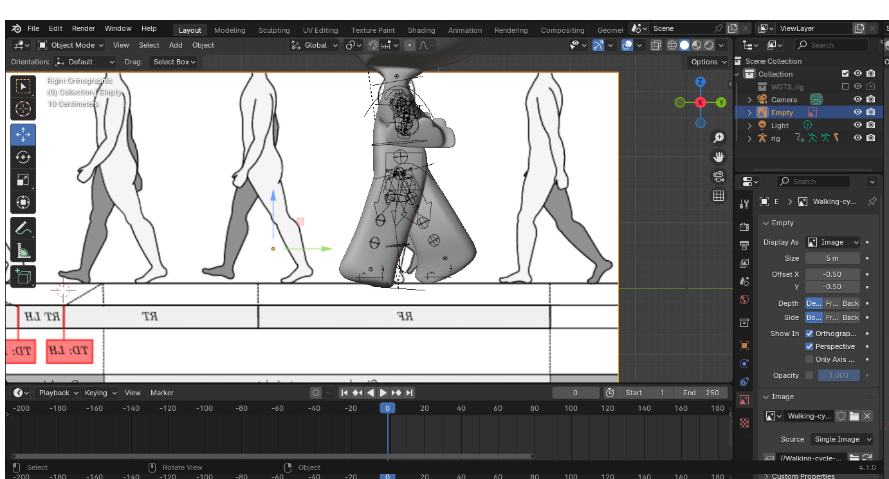 File Edit Render Window Help Layout Modeling Sculpting UV Editing Texture Paint Shading Animation Rendering Compositing Geomet Scene ViewLayer
Object Mode View Select Add Object Global Search
Orientation: Default Drag: Select Box Options
Right Orthographic
(0) Collection | Empty
10 Centimeters
Z
X
Y
RT LH
RT
RF
TD:
TD: LH
Scene Collection
Collection
WGTS_rig
Camera
Empty
Light
rig
Search
E > Walking-cy...
Empty
Display As Image
Size 5 m
Offset X -0.50
Y -0.50
Depth De... Fr... Back
Side Bo... Fr... Back
Show In Orthograp...
Perspective
Only Axis ...
Opacity 1.000
Image
Walking-cy...
Source Single Image
//Walking-cycle-...
Custom Properties
Playback Keying View Marker 0 Start 1 End 250
-200 -180 -160 -140 -120 -100 -80 -60 -40 -20 0 20 40 60 80 100 120 140 160 180
Select Rotate View Object 4.1.0
-200 -180 -160 -140 -120 -100 -80 -60 -40 -20 0 20 40 60 80 100 120 140 160 180